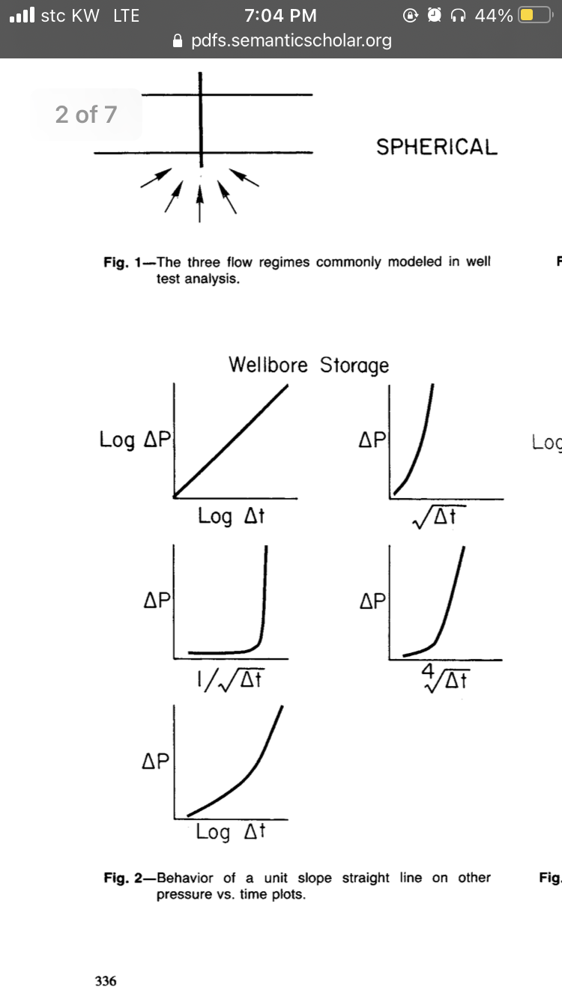 stc KW LTE 7:04 PM 44%
pdfs.semanticscholar.org
2 of 7
SPHERICAL
Fig. 1—The three flow regimes commonly modeled in well
test analysis.
F
Wellbore Storage
Log ΔP
Log Δt
ΔP
√Δt
Log
ΔP
1/√Δt
ΔP
4√Δt
ΔP
Log Δt
Fig. 2—Behavior of a unit slope straight line on other
pressure vs. time plots.
Fig.
336